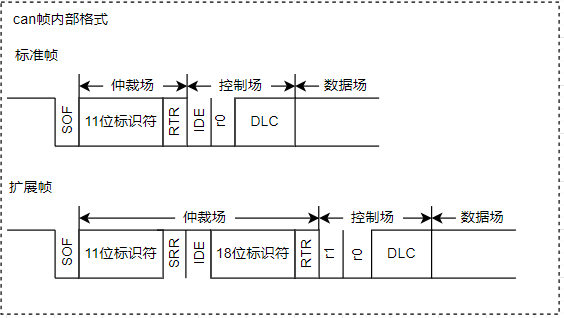 can帧内部格式
标准帧
仲裁场 控制场 数据场
SOF 11位标识符 RTR IDE r0 DLC
扩展帧
仲裁场 控制场 数据场
SOF 11位标识符 SRR IDE 18位标识符 RTR r1 r0 DLC